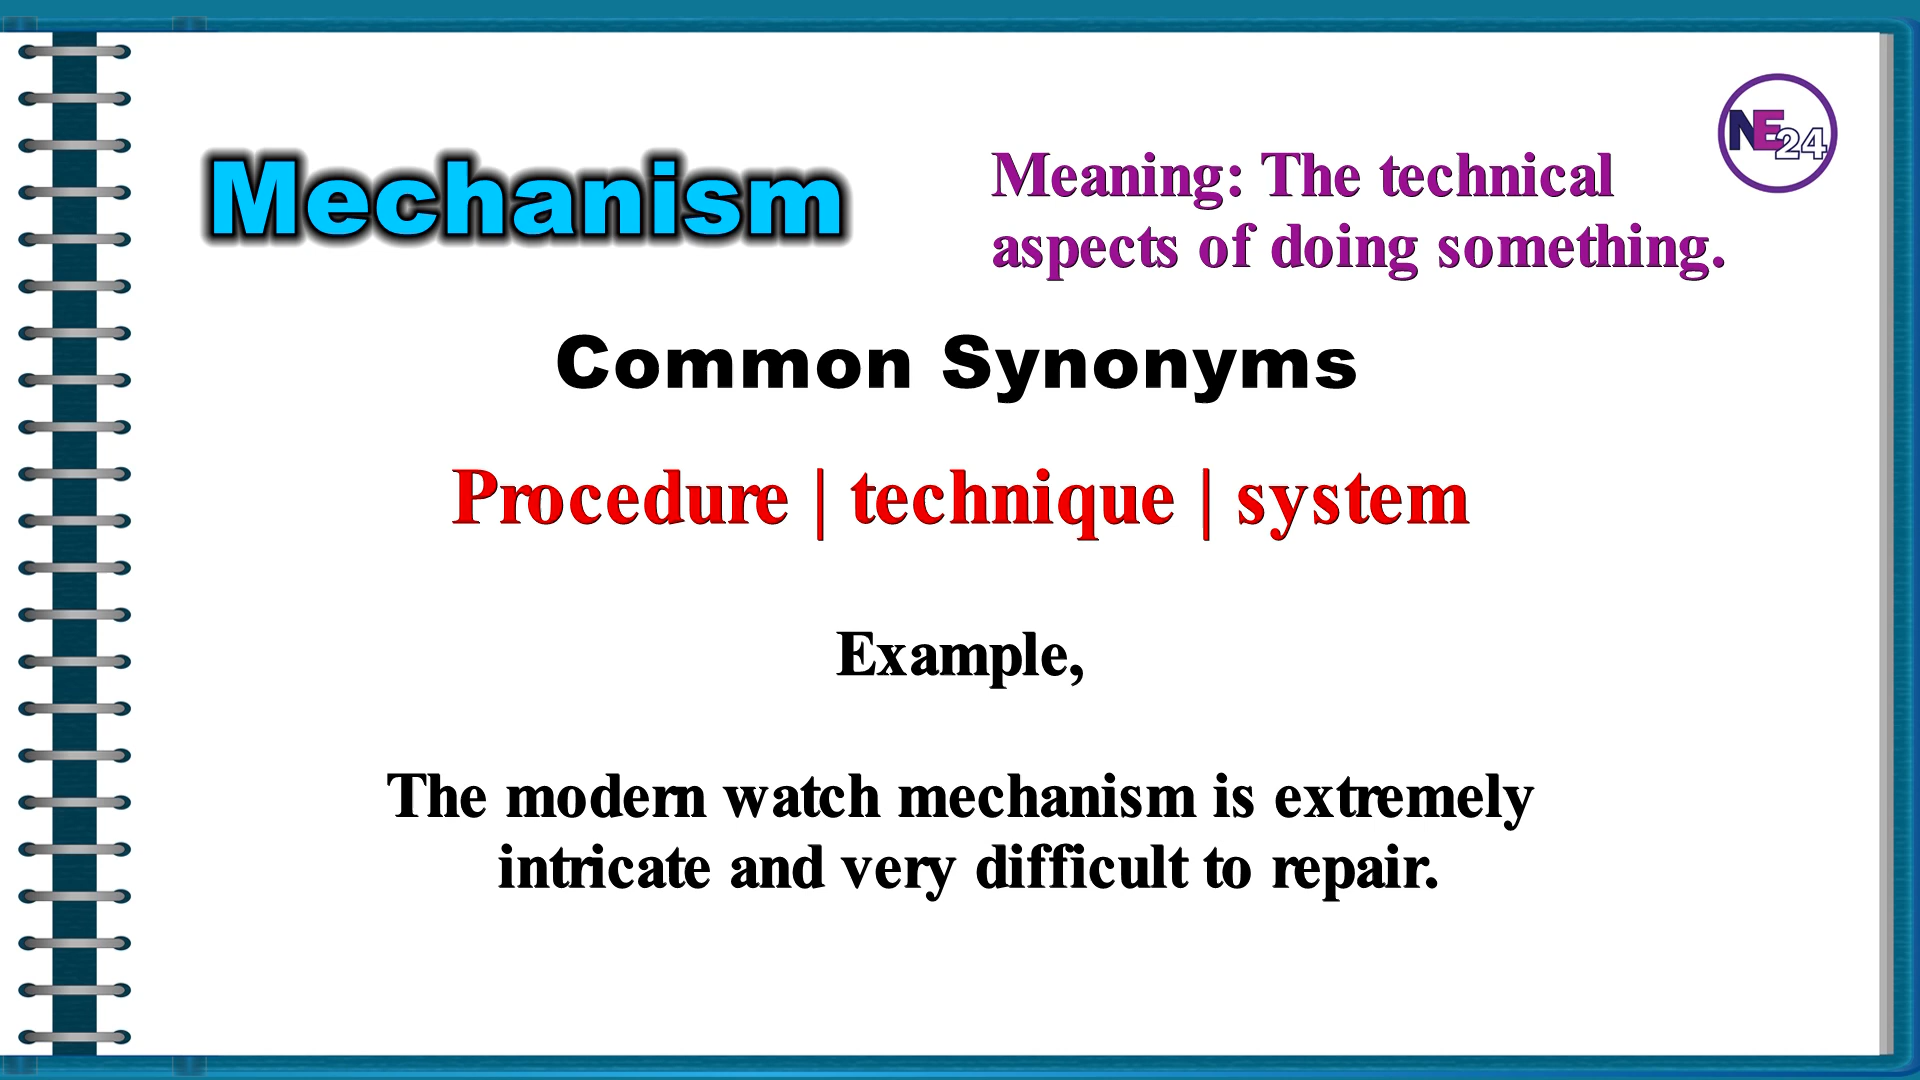 Mechanism
Meaning: The technical
aspects of doing something.
NE24
Common Synonyms
Procedure | technique | system
Example,
The modern watch mechanism is extremely
intricate and very difficult to repair.